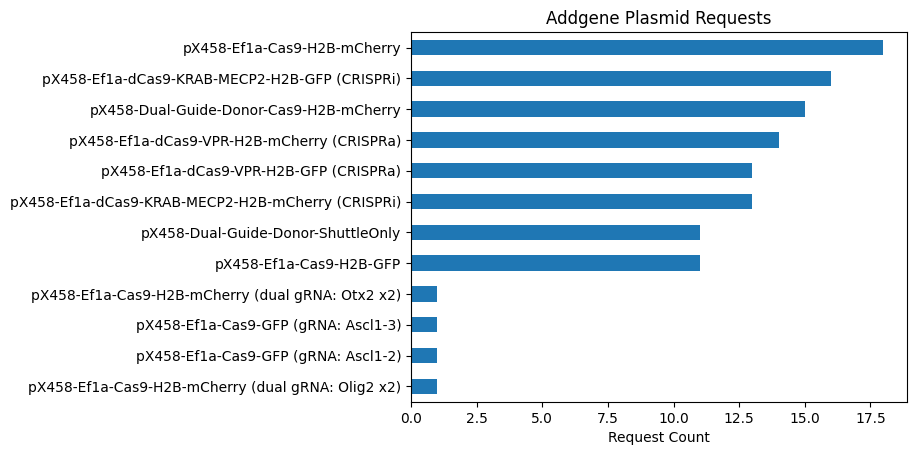 Addgene Plasmid Requests
pX458-Ef1a-Cas9-H2B-mCherry
pX458-Ef1a-dCas9-KRAB-MECP2-H2B-GFP (CRISPRi)
pX458-Dual-Guide-Donor-Cas9-H2B-mCherry
pX458-Ef1a-dCas9-VPR-H2B-mCherry (CRISPRa)
pX458-Ef1a-dCas9-VPR-H2B-GFP (CRISPRa)
pX458-Ef1a-dCas9-KRAB-MECP2-H2B-mCherry (CRISPRi)
pX458-Dual-Guide-Donor-ShuttleOnly
pX458-Ef1a-Cas9-H2B-GFP
pX458-Ef1a-Cas9-H2B-mCherry (dual gRNA: Otx2 x2)
pX458-Ef1a-Cas9-GFP (gRNA: Ascl1-3)
pX458-Ef1a-Cas9-GFP (gRNA: Ascl1-2)
pX458-Ef1a-Cas9-H2B-mCherry (dual gRNA: Olig2 x2)
0.0 2.5 5.0 7.5 10.0 12.5 15.0 17.5
Request Count